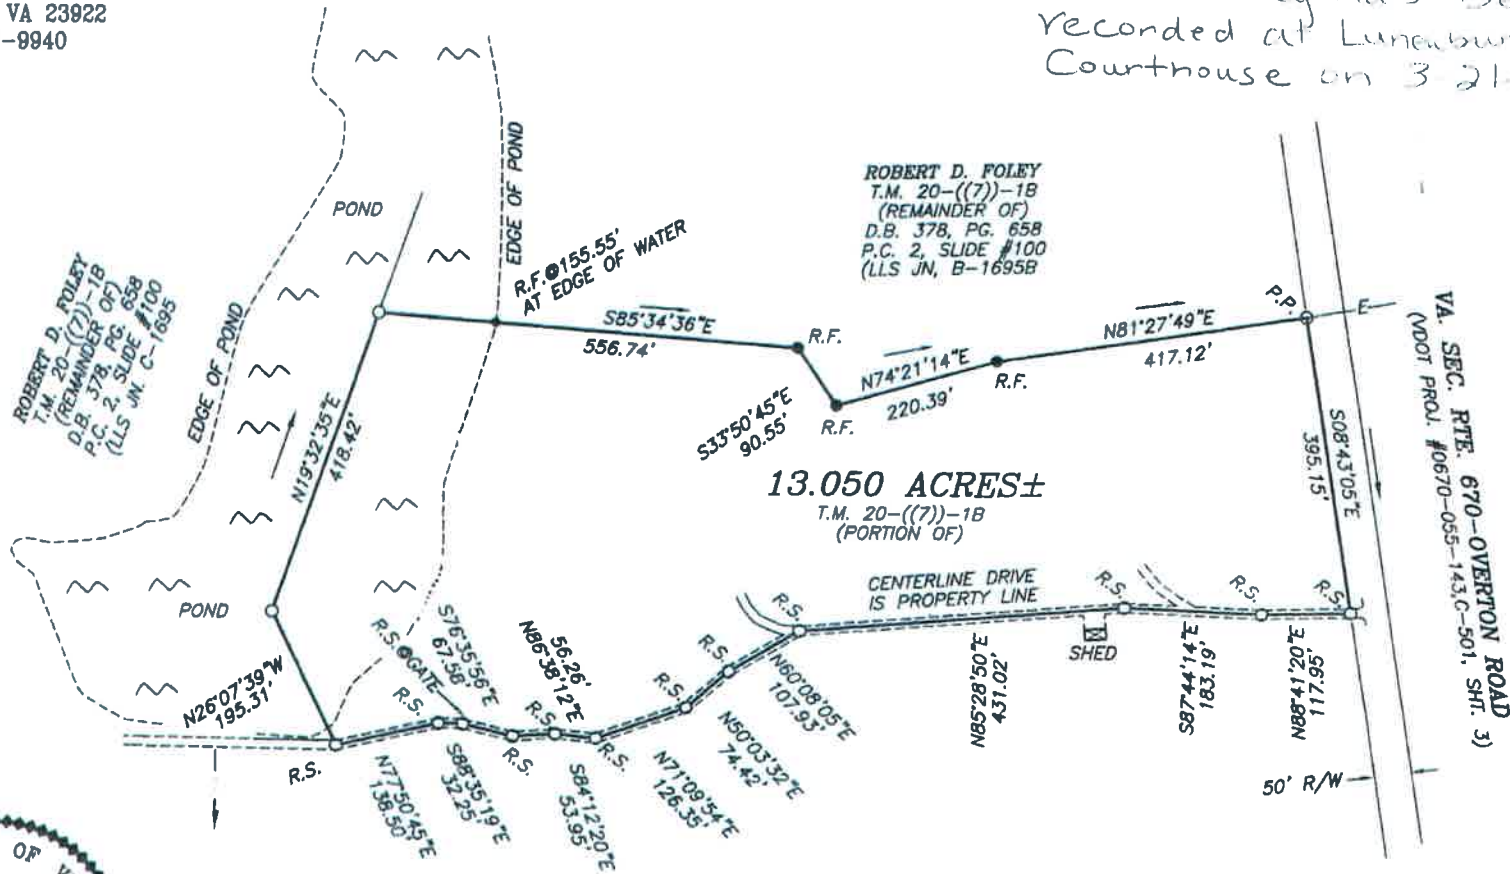 VA 23922
-9940
recorded at
Courthouse on 3
ROBERT D. FOLEY
T.M. 20-((7))-1B
(REMAINDER OF)
D.B. 378, PG. 658
P.C. 2, SLIDE #100
(LLS JN, B-1695B
POND
EDGE OF POND
R.F.@155.55'
AT EDGE OF WATER
ROBERT D. FOLEY
T.M. 20-((7))-1B
(REMAINDER OF)
D.B. 378, PG. 658
P.C. 2, SLIDE #100
(LLS JN. C-1695
EDGE OF POND
S85°34'36"E
556.74'
R.F.
S33°50'45"E
90.55'
R.F.
N74°21'14"E
220.39'
R.F.
N81°27'49"E
417.12'
P.P.
E
VA. SEC. RTE. 670-OVERTON ROAD
(VDOT PROJ. #0670-055-143,C-501, SHT. 3)
S08°43'05"E
395.15'
N19°32'35"E
418.42'
13.050 ACRES±
T.M. 20-((7))-1B
(PORTION OF)
CENTERLINE DRIVE
IS PROPERTY LINE
POND
N26°07'39"W
195.31'
R.S.
N77°50'45"E
138.50'
R.S.
R.S.@GATE
S88°35'19"E
32.25'
S76°35'56"E
67.58'
R.S.
S84°12'20"E
53.95'
R.S.
N86°38'12"E
56.26'
R.S.
N71°09'54"E
126.35'
R.S.
N50°03'32"E
74.42'
R.S.
N60°08'05"E
107.93'
R.S.
N85°28'50"E
431.02'
R.S.
SHED
S87°44'14"E
183.19'
R.S.
N88°41'20"E
117.95'
R.S.
50' R/W
OF